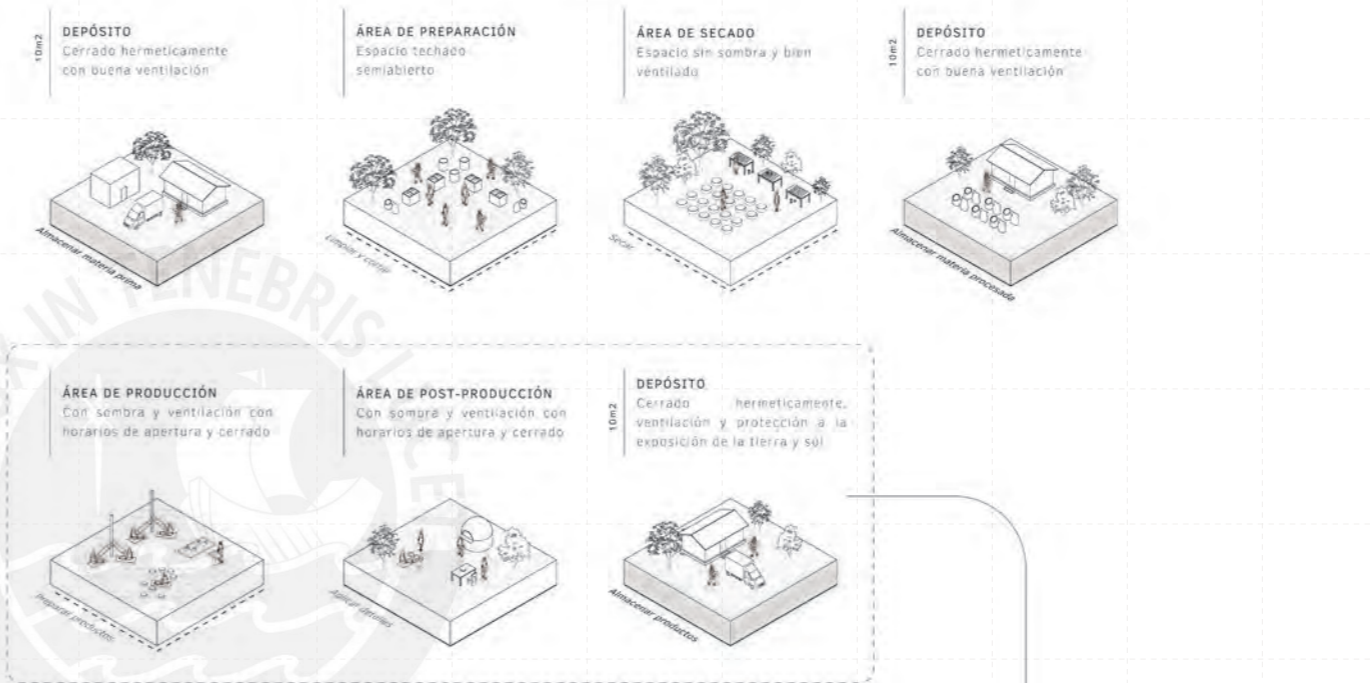 10m2
DEPÓSITO
Cerrado hermeticamente
con buena ventilación
ÁREA DE PREPARACIÓN
Espacio techado
semiabierto
ÁREA DE SECADO
Espacio sin sombra y bien
ventilado
10m2
DEPÓSITO
Cerrado hermeticamente
con buena ventilación
Almacenar materia prima
Limpiar y cortar
Secar
Almacenar materia procesada
ÁREA DE PRODUCCIÓN
Con sombra y ventilación con
horarios de apertura y cerrado
ÁREA DE POST-PRODUCCIÓN
Con sombra y ventilación con
horarios de apertura y cerrado
10m2
DEPÓSITO
Cerrado hermeticamente,
ventilación y protección a la
exposición de la tierra y sol
Preparar productos
Aplicar detalles
Almacenar productos
IN TENEBRIS